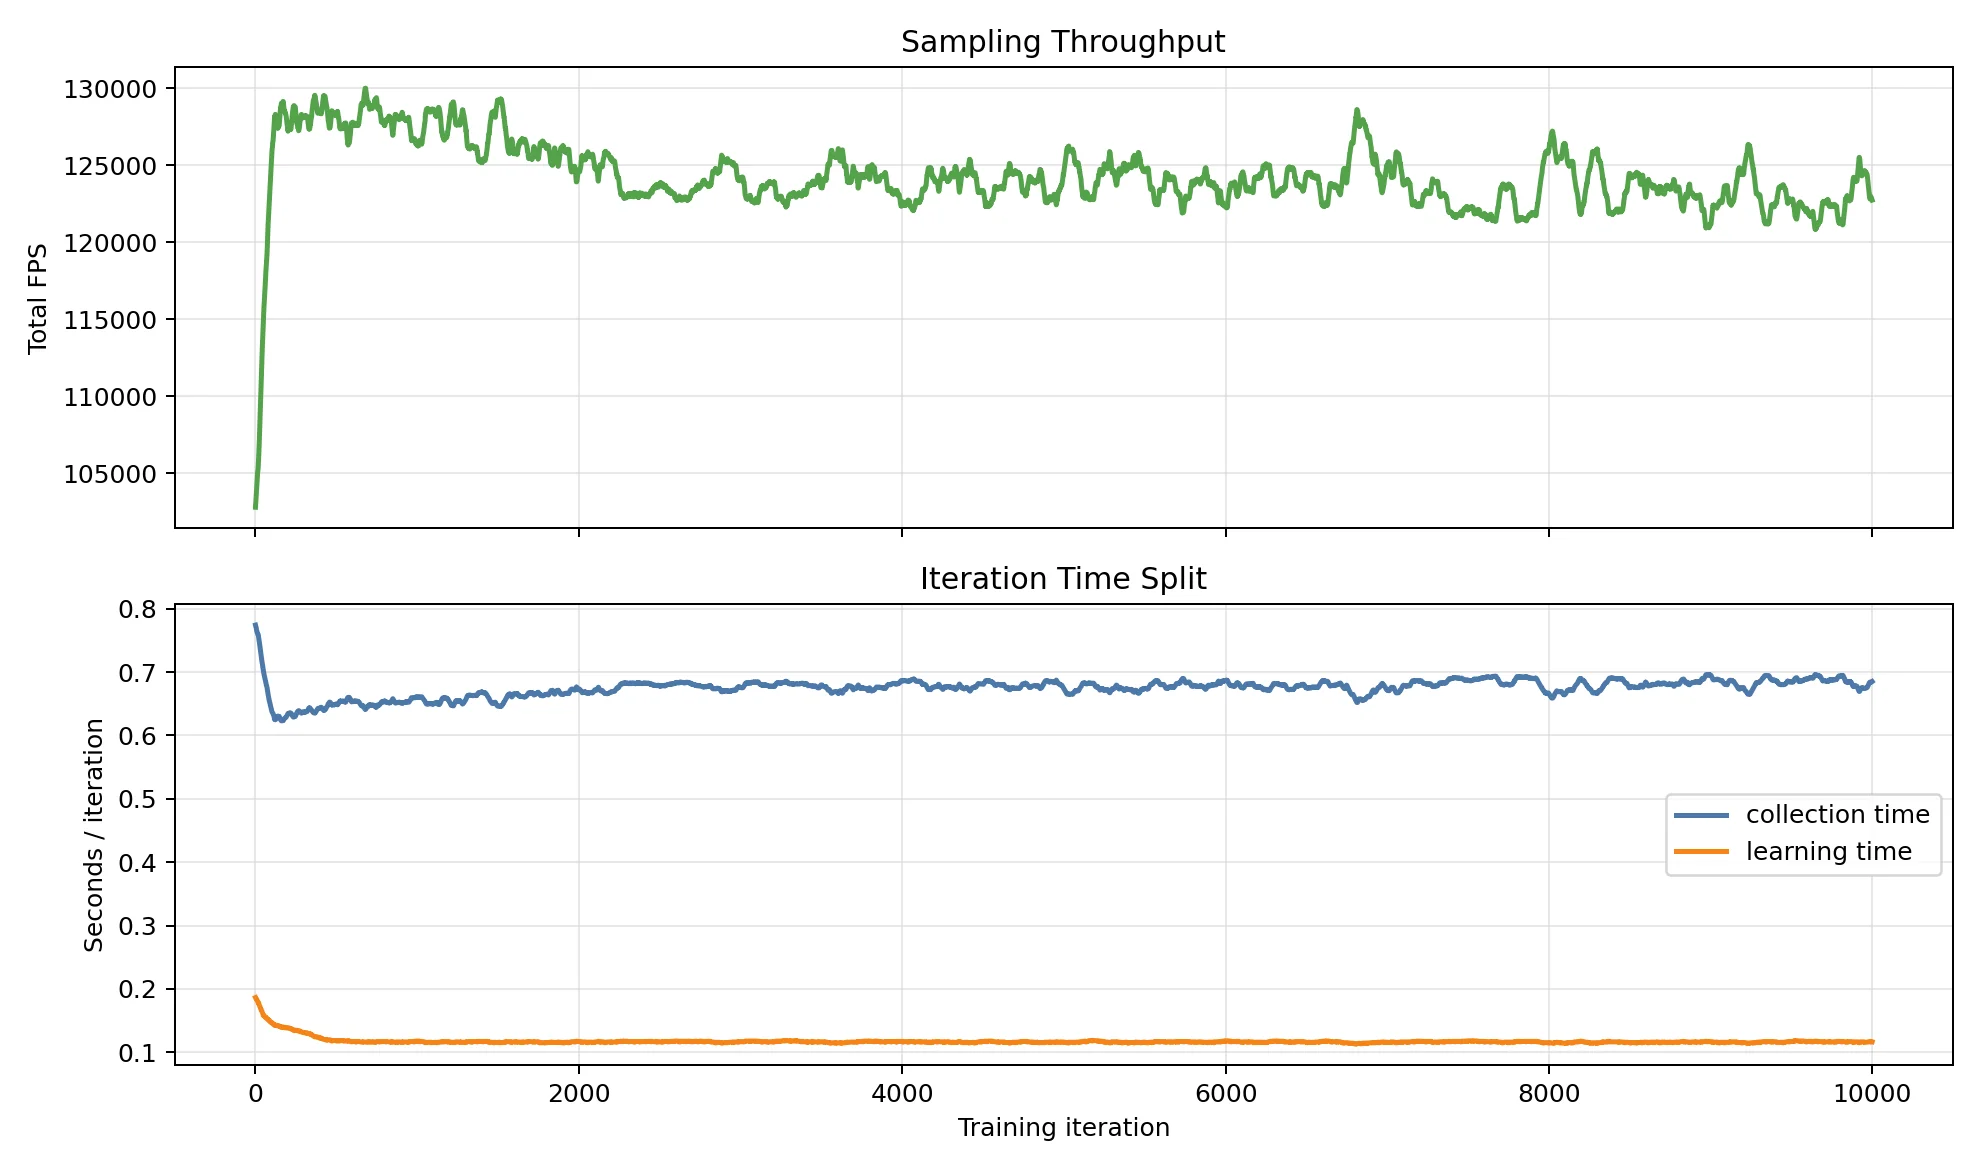 Sampling Throughput
130000
125000
120000
115000
110000
105000
Total FPS
Iteration Time Split
0.8
0.7
0.6
0.5
0.4
0.3
0.2
0.1
Seconds / iteration
collection time
learning time
0
2000
4000
6000
8000
10000
Training iteration